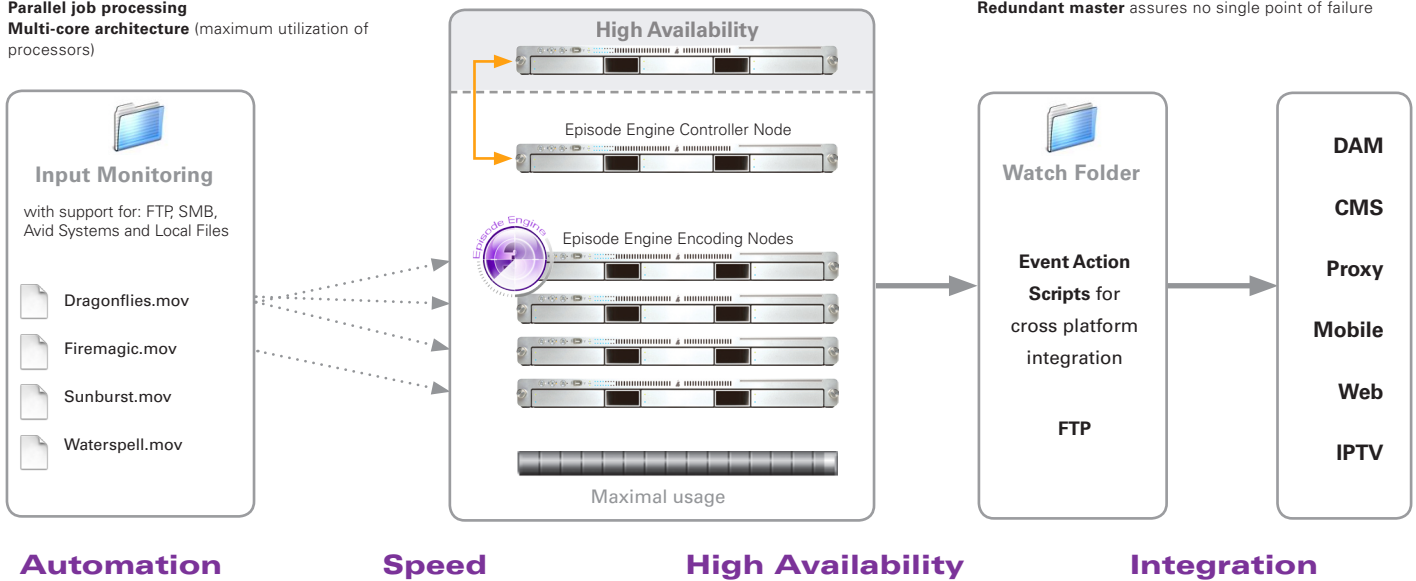 Parallel job processing
Multi-core architecture (maximum utilization of
processors)
Redundant master assures no single point of failure
Input Monitoring
with support for: FTP, SMB,
Avid Systems and Local Files
Dragonflies.mov
Firemagic.mov
Sunburst.mov
Waterspell.mov
High Availability
Episode Engine Controller Node
Episode Engine
Episode Engine Encoding Nodes
Maximal usage
Watch Folder
Event Action
Scripts for
cross platform
integration
FTP
DAM
CMS
Proxy
Mobile
Web
IPTV
Automation
Speed
High Availability
Integration